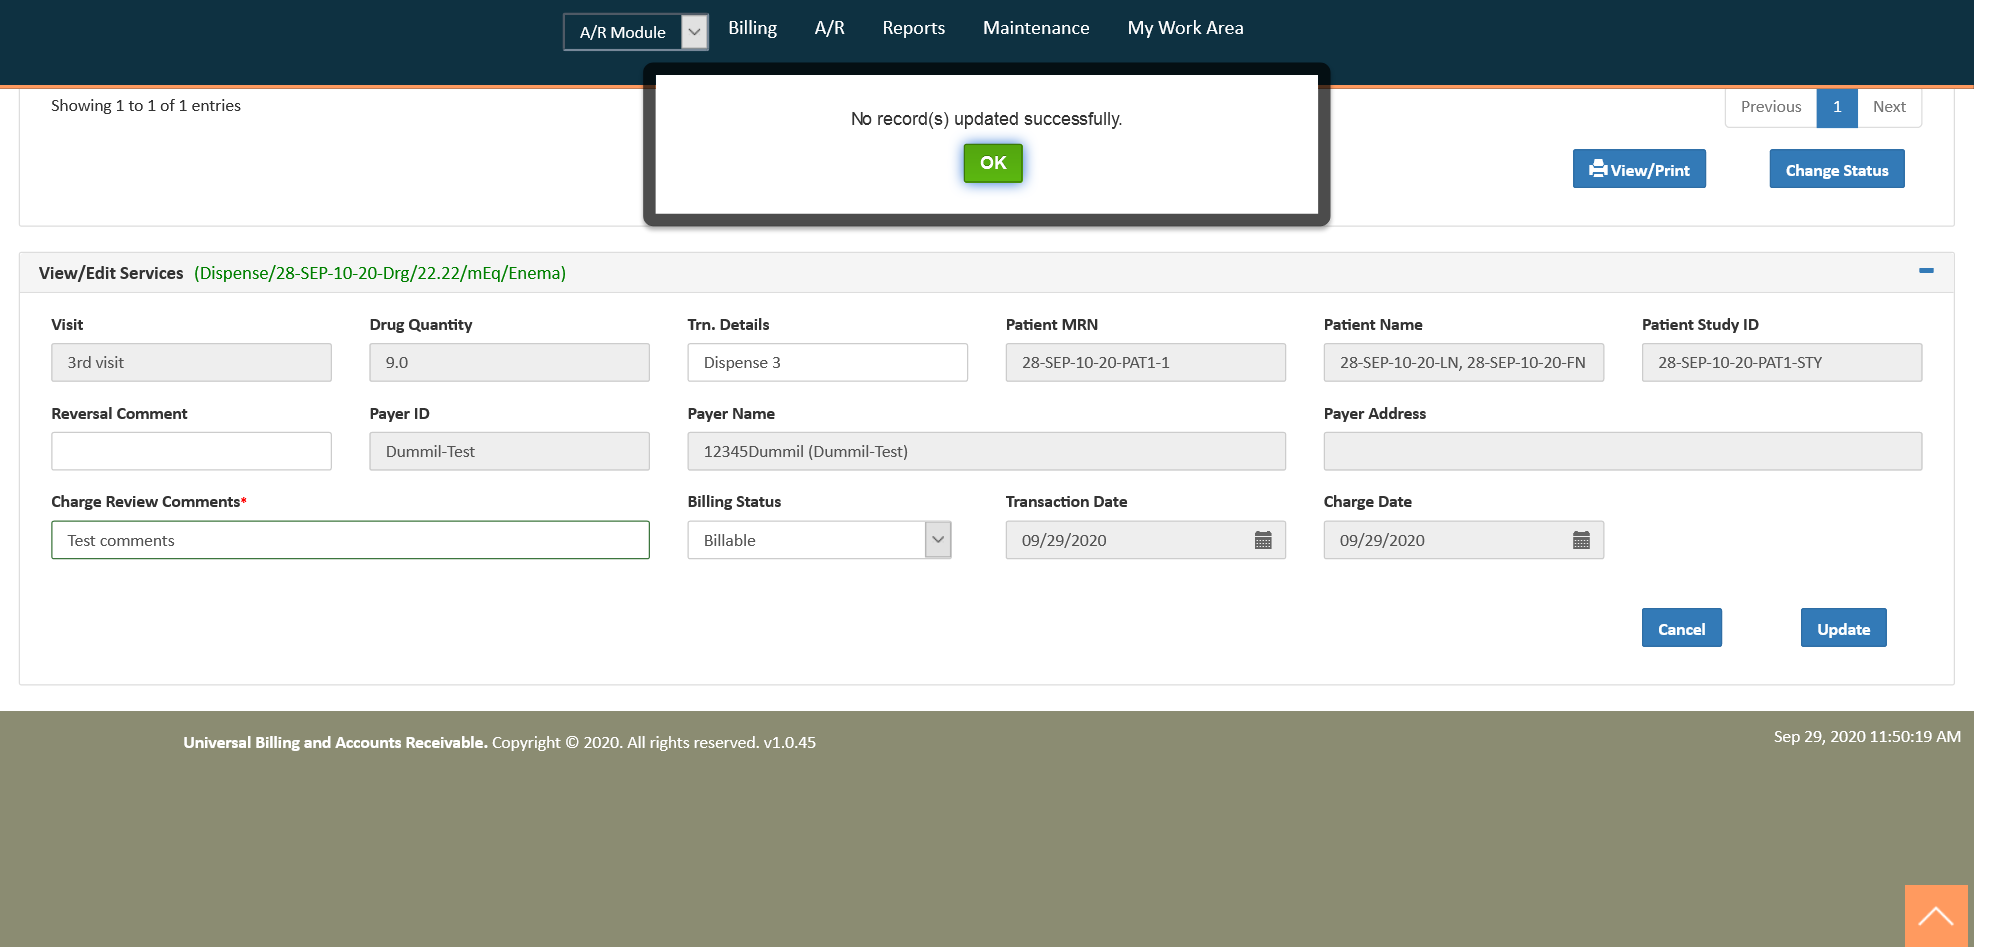 A/R Module Billing A/R Reports Maintenance My Work Area
Showing 1 to 1 of 1 entries
No record(s) updated successfully.
OK
Previous 1 Next
View/Print Change Status
View/Edit Services (Dispense/28-SEP-10-20-Drg/22.22/mEq/Enema)
Visit Drug Quantity Trn. Details Patient MRN Patient Name Patient Study ID
3rd visit 9.0 Dispense 3 28-SEP-10-20-PAT1-1 28-SEP-10-20-LN, 28-SEP-10-20-FN 28-SEP-10-20-PAT1-STY
Reversal Comment Payer ID Payer Name Payer Address
Dummil-Test 12345Dummil (Dummil-Test)
Charge Review Comments* Billing Status Transaction Date Charge Date
Test comments Billable 09/29/2020 09/29/2020
Cancel Update
Universal Billing and Accounts Receivable. Copyright © 2020. All rights reserved. v1.0.45
Sep 29, 2020 11:50:19 AM